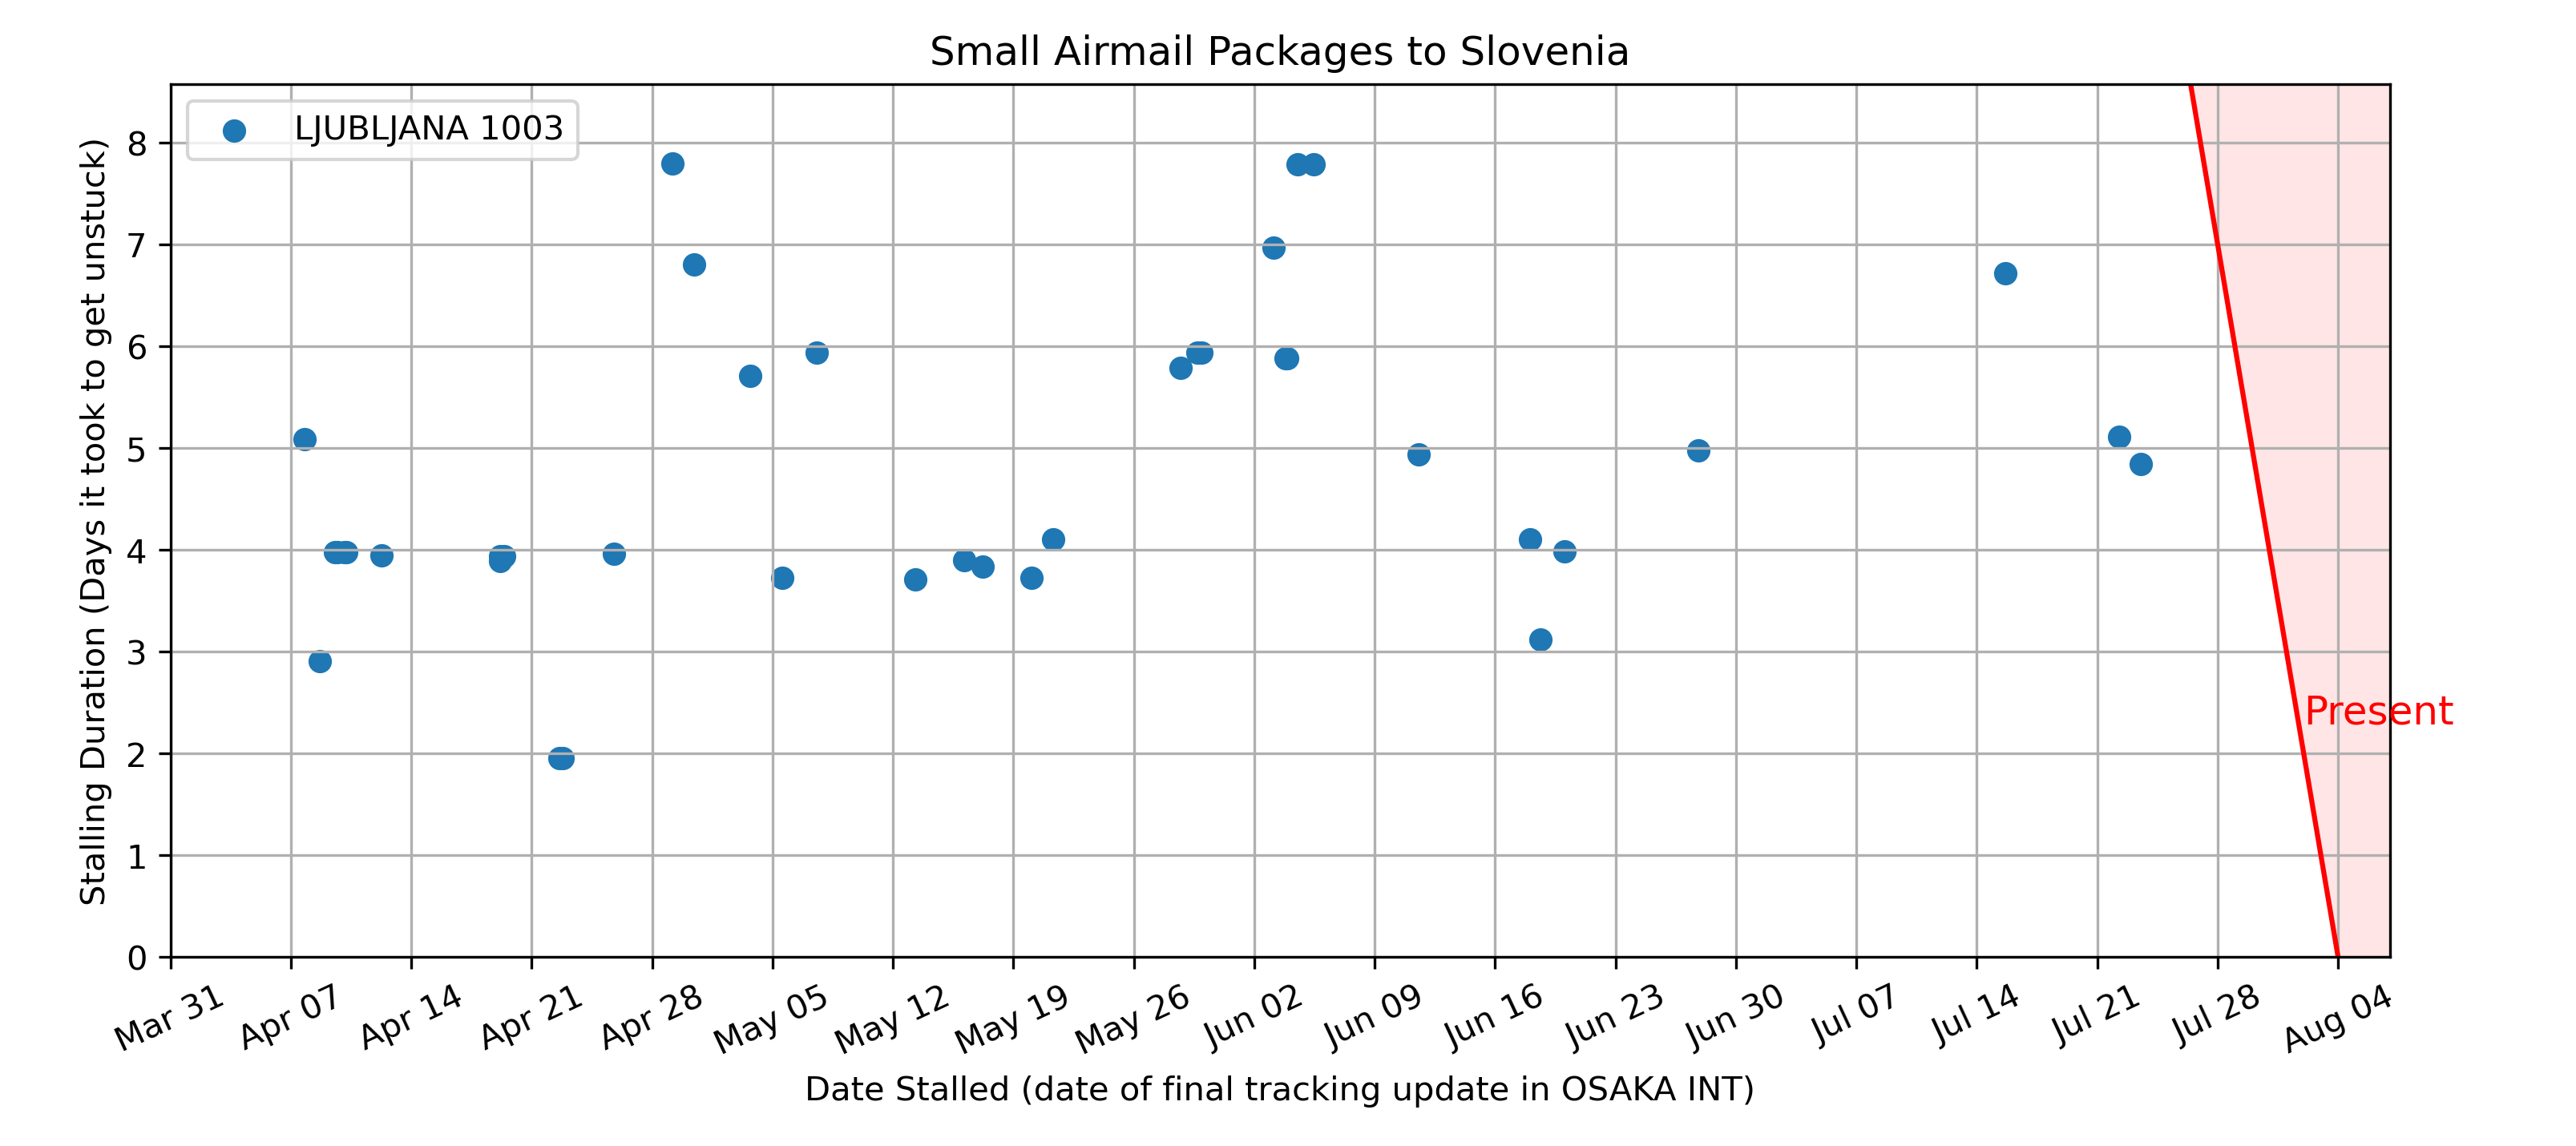 Small Airmail Packages to Slovenia
LJUBLJANA 1003
Stalling Duration (Days it took to get unstuck)
8
7
6
5
4
3
2
1
0
Present
Mar 31
Apr 07
Apr 14
Apr 21
Apr 28
May 05
May 12
May 19
May 26
Jun 02
Jun 09
Jun 16
Jun 23
Jun 30
Jul 07
Jul 14
Jul 21
Jul 28
Aug 04
Date Stalled (date of final tracking update in OSAKA INT)